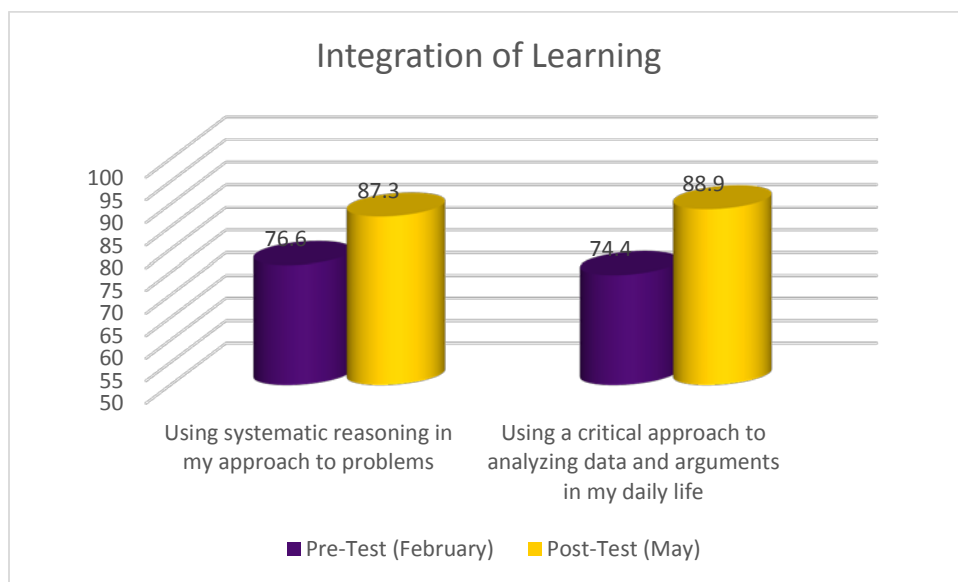 Integration of Learning
100
95
90
85
80
75
70
65
60
55
50
76.6
87.3
74.4
88.9
Using systematic reasoning in
my approach to problems
Using a critical approach to
analyzing data and arguments
in my daily life
Pre-Test (February)
Post-Test (May)